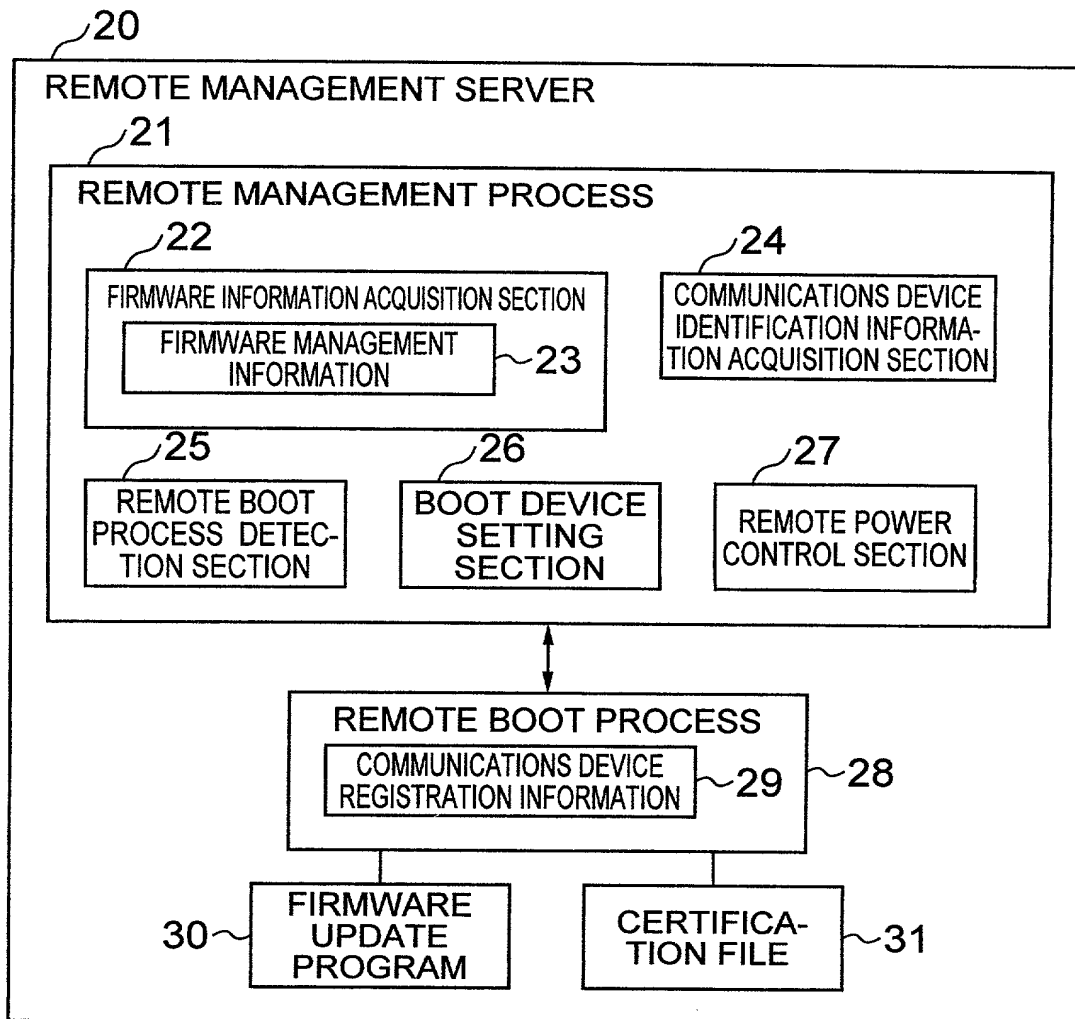 20
REMOTE MANAGEMENT SERVER
21
REMOTE MANAGEMENT PROCESS
22
FIRMWARE INFORMATION ACQUISITION SECTION
FIRMWARE MANAGEMENT
INFORMATION
23
24
COMMUNICATIONS DEVICE
IDENTIFICATION INFORMA-
TION ACQUISITION SECTION
25
REMOTE BOOT
PROCESS DETEC-
TION SECTION
26
BOOT DEVICE
SETTING
SECTION
27
REMOTE POWER
CONTROL SECTION
REMOTE BOOT PROCESS
COMMUNICATIONS DEVICE
REGISTRATION INFORMATION
29
28
30
FIRMWARE
UPDATE
PROGRAM
CERTIFICA-
TION FILE
31